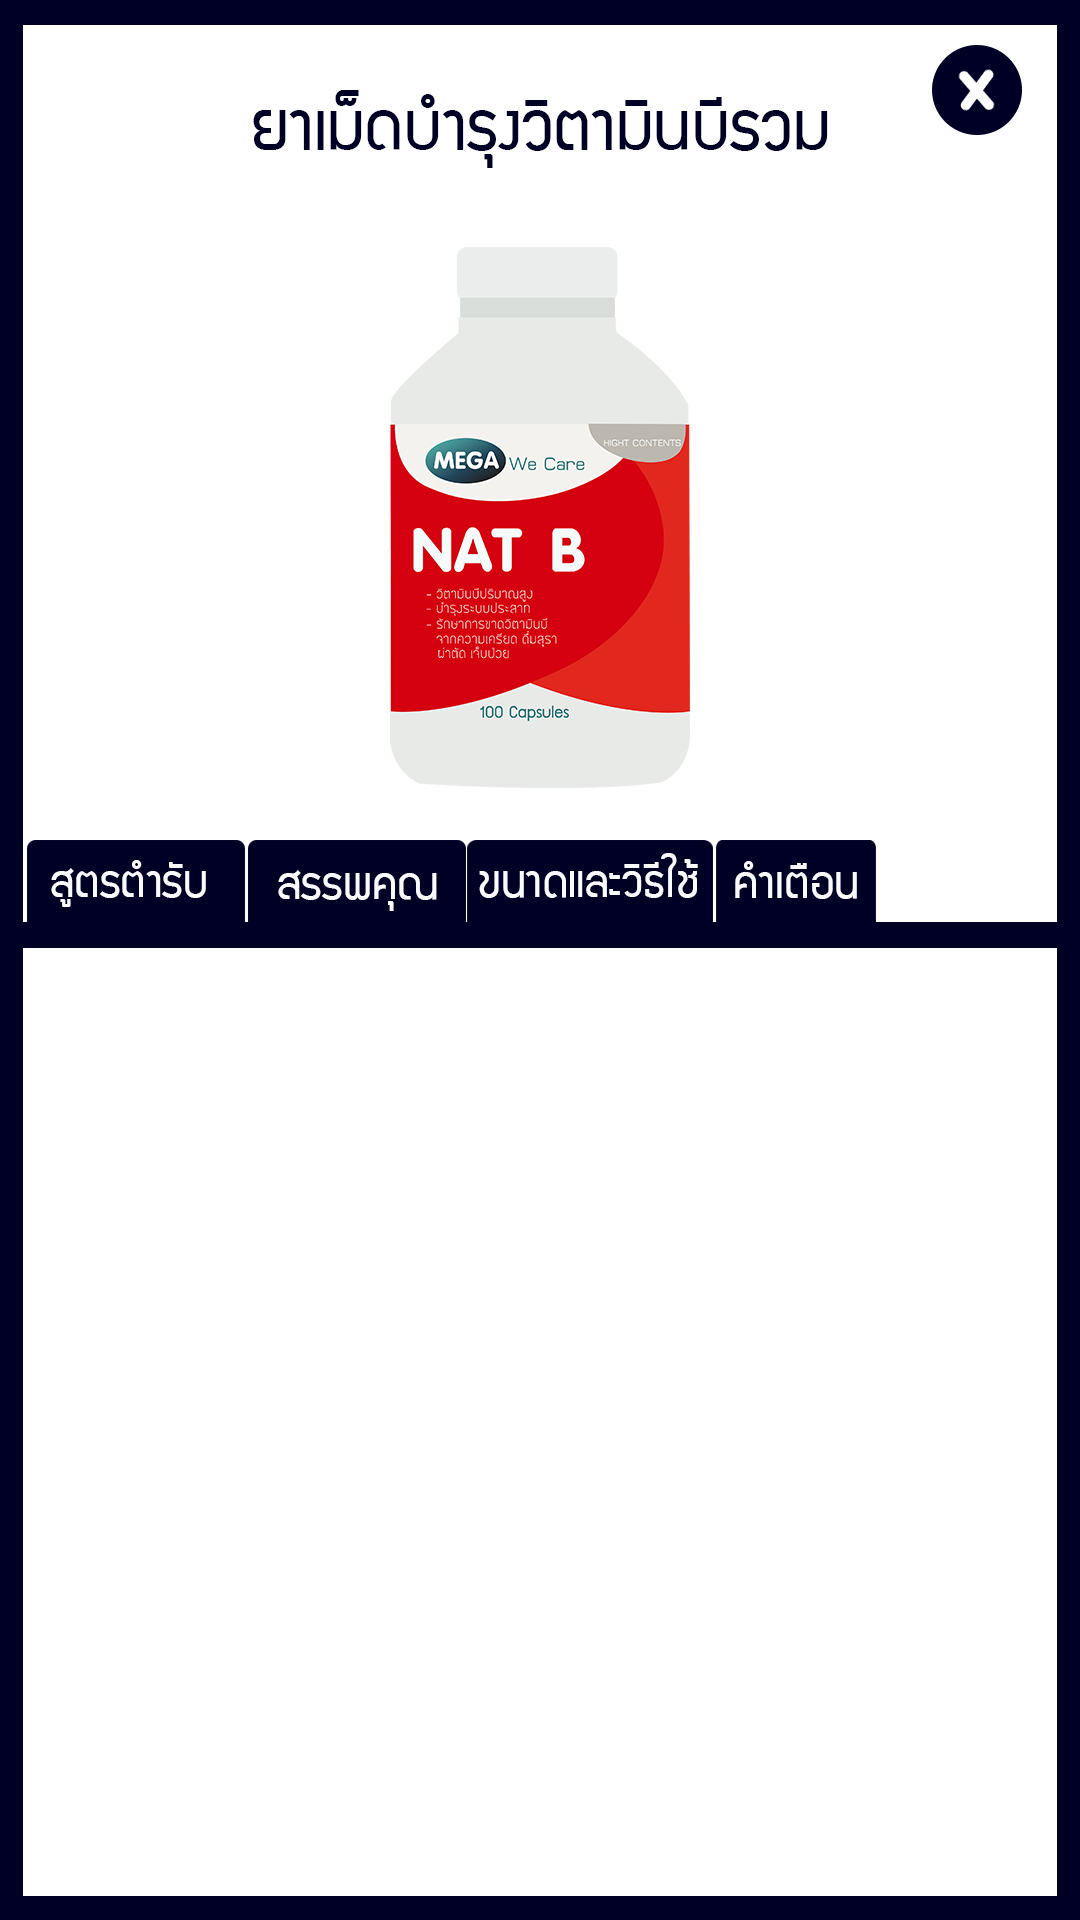 X
ยาเม็ดบำรุงวิตามินบีรวม
HIGHT CONTENTS
MEGA We Care
NAT B
- วิตามินบีปริมาณสูง
- บำรุงระบบประสาท
- รักษาการขาดวิตามินบี
จากความเครียด ดื่มสุรา
ผ่าตัด เจ็บป่วย
100 Capsules
สูตรตำรับ สรรพคุณ ขนาดและวิธีใช้ คำเตือน